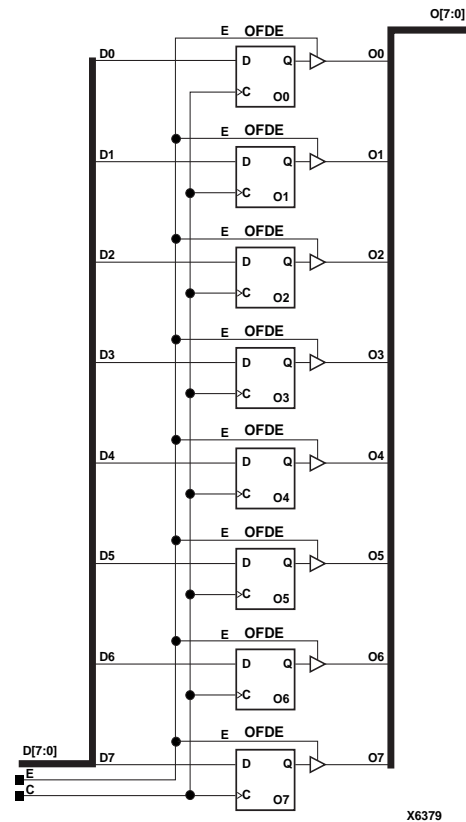 O[7:0]
E OFDE
D0 D Q O0
C O0
E OFDE
D1 D Q O1
C O1
E OFDE
D2 D Q O2
C O2
E OFDE
D3 D Q O3
C O3
E OFDE
D4 D Q O4
C O4
E OFDE
D5 D Q O5
C O5
E OFDE
D6 D Q O6
C O6
E OFDE
D[7:0] D7 D Q O7
E
C C O7
X6379